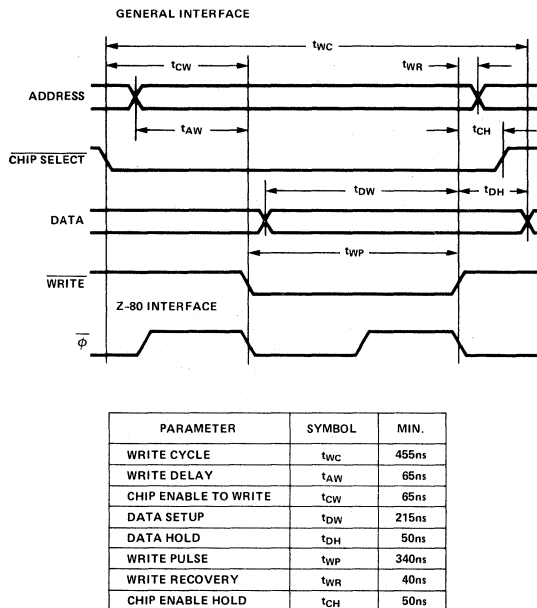 GENERAL INTERFACE
tWC
tCW
tWR
ADDRESS
tAW
tCH
CHIP SELECT
tDW
tDH
DATA
tWP
WRITE
Z-80 INTERFACE
ϕ
PARAMETER SYMBOL MIN.
WRITE CYCLE tWC 455ns
WRITE DELAY tAW 65ns
CHIP ENABLE TO WRITE tCW 65ns
DATA SETUP tDW 215ns
DATA HOLD tDH 50ns
WRITE PULSE tWP 340ns
WRITE RECOVERY tWR 40ns
CHIP ENABLE HOLD tCH 50ns